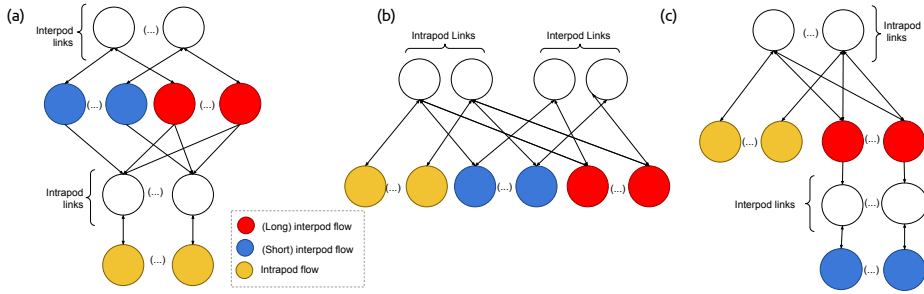 (a)
Interpod
links
(...)
(...)
(...)
Intrapod
links
(...)
(...)
(Long) interpod flow
(Short) interpod flow
Intrapod flow
(b)
Intrapod Links
Interpod Links
(...)
(...)
(...)
(c)
Intrapod
links
(...)
(...)
(...)
Interpod links
(...)
(...)